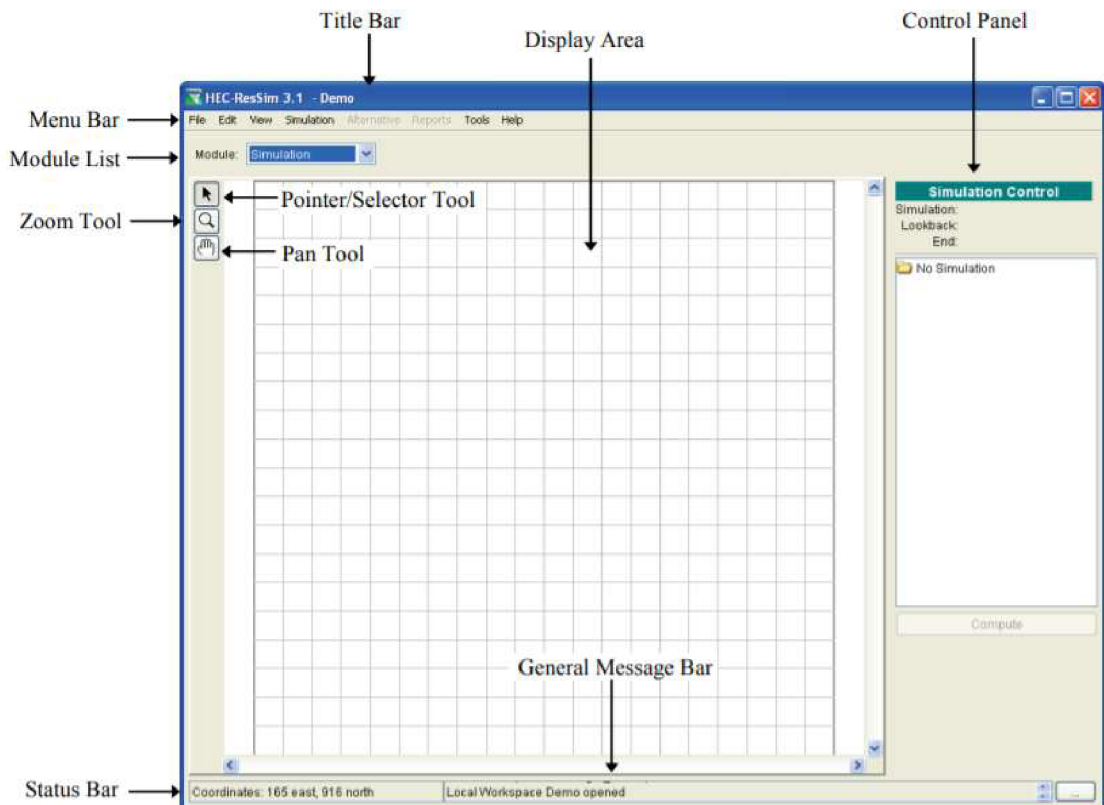 Title Bar
Display Area
Control Panel
HEC-ResSim 3.1 - Demo
Menu Bar
File Edit View Simulation Alternative Reports Tools Help
Module List
Module: Simulation
Pointer/Selector Tool
Zoom Tool
Pan Tool
Simulation Control
Simulation:
Lookback:
End:
No Simulation
Compute
General Message Bar
Status Bar
Coordinates: 165 east, 916 north
Local Workspace Demo opened
...